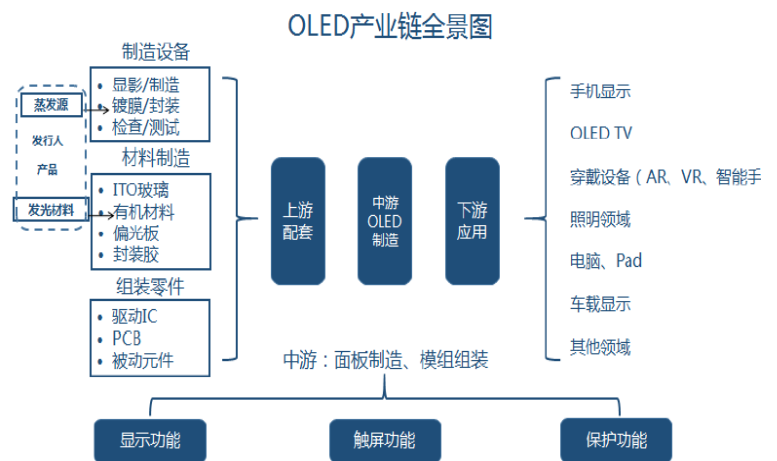 OLED产业链全景图
制造设备
• 显影/制造
• 镀膜/封装
• 检查/测试
蒸发源
发行人
产品
发光材料
材料制造
• ITO玻璃
• 有机材料
• 偏光板
• 封装胶
组装零件
• 驱动IC
• PCB
• 被动元件
上游
配套
中游
OLED
制造
下游
应用
手机显示
OLED TV
穿戴设备（AR、VR、智能手
照明领域
电脑、Pad
车载显示
其他领域
中游：面板制造、模组组装
显示功能
触屏功能
保护功能